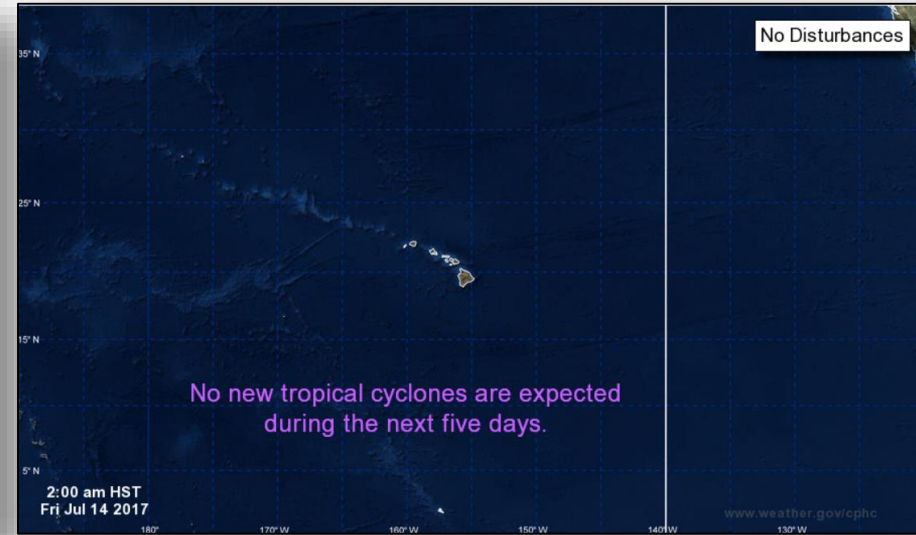 No Disturbances
35° N
25° N
15° N
5° N
No new tropical cyclones are expected
during the next five days.
2:00 am HST
Fri Jul 14 2017
www.weather.gov/cphc
180° 170° W 160° W 150° W 140° W 130° W